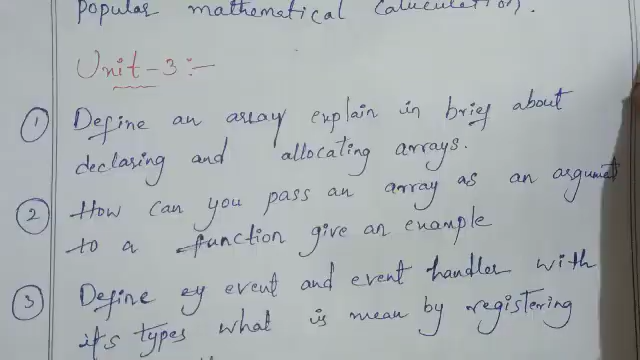 popular mathematical Caluculation.
Unit-3:-
① Define an array explain in brief about
declaring and allocating arrays.
② How can you pass an array as an argument
to a function give an example
③ Define ey event and event handler with
it's types what is mean by registering